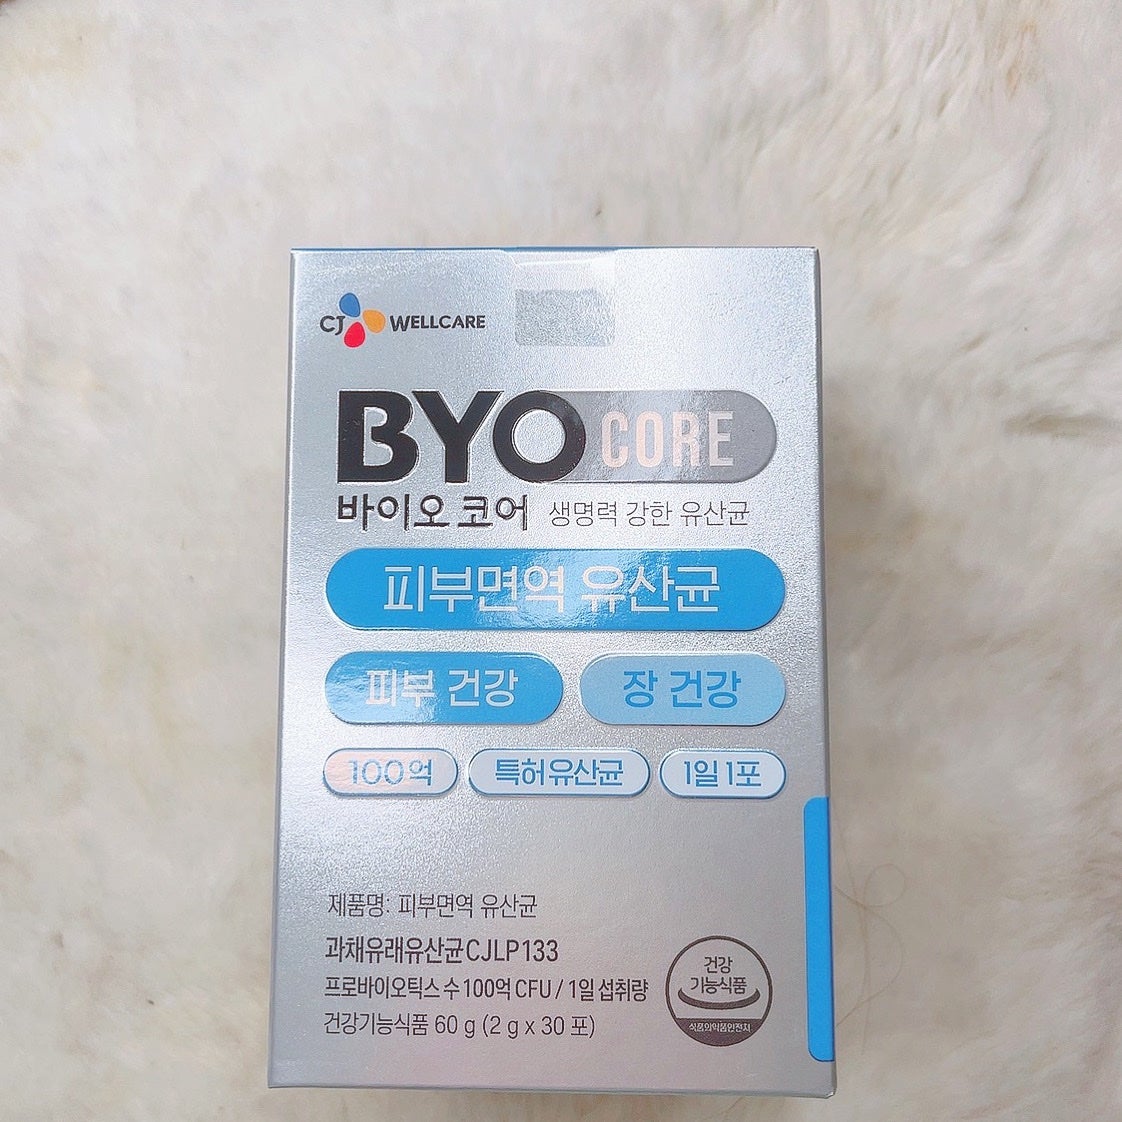 CJ WELLCARE
BYO CORE
바이오 코어 생명력 강한 유산균
피부면역 유산균
피부 건강 장 건강
100억 특허유산균 1일 1포
제품명: 피부면역 유산균
과채유래유산균CJLP133
프로바이오틱스 수 100억 CFU / 1일 섭취량
건강기능식품 60 g (2 g x 30 포)
건강
기능식품
식품의약품안전처